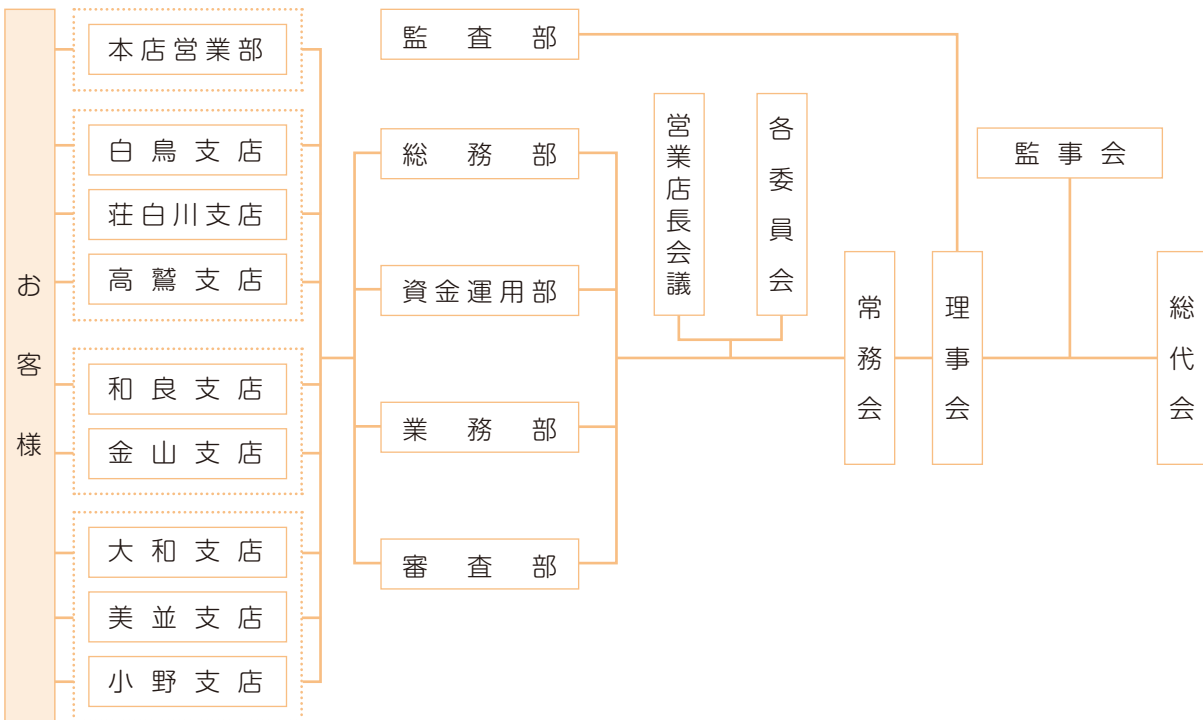 お客様
本店営業部
白鳥支店
荘白川支店
高鷲支店
和良支店
金山支店
大和支店
美並支店
小野支店
監査部
総務部
資金運用部
業務部
審査部
営業店長会議
各委員会
常務会
理事会
監事会
総代会